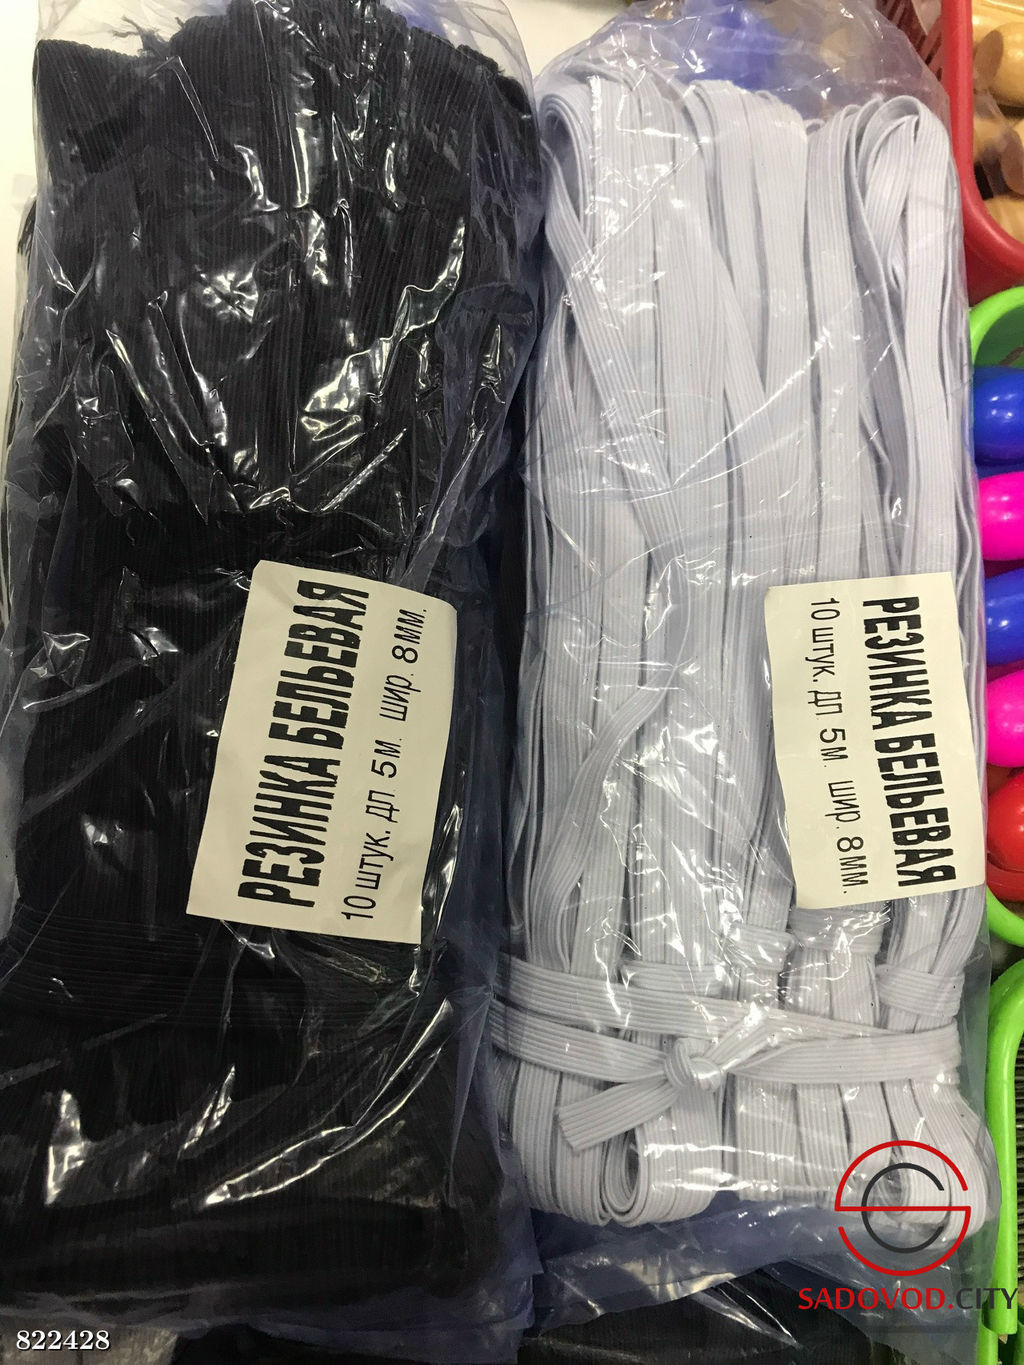 РЕЗИНКА БЕЛЬЕВАЯ
10 штук. дл 5м. шир. 8мм.
РЕЗИНКА БЕЛЬЕВАЯ
10 штук. дл 5м. шир. 8мм.
SADOVOD.CITY
822428